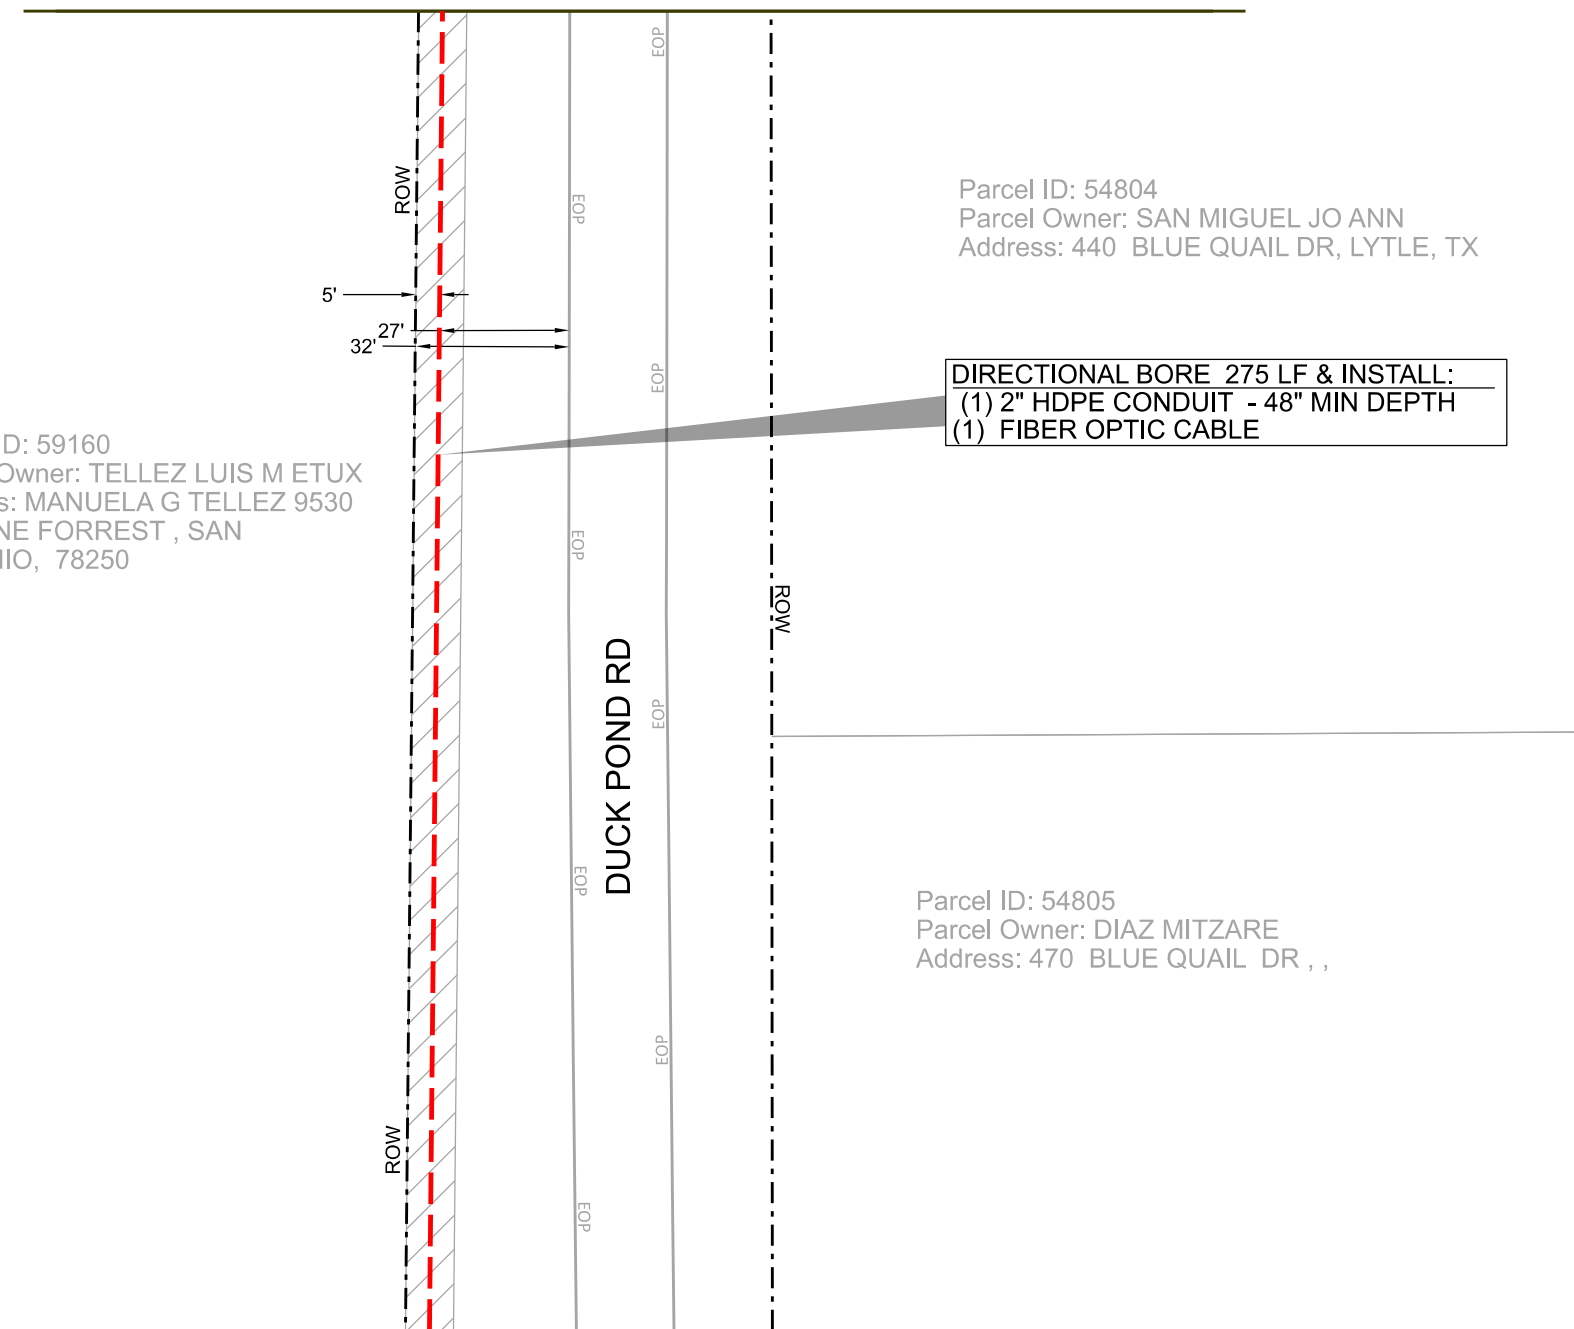 EOP
ROW
EOP
Parcel ID: 54804
Parcel Owner: SAN MIGUEL JO ANN
Address: 440 BLUE QUAIL DR, LYTLE, TX
5'
27'
32'
EOP
DIRECTIONAL BORE 275 LF & INSTALL:
(1) 2" HDPE CONDUIT - 48" MIN DEPTH
(1) FIBER OPTIC CABLE
D: 59160
Owner: TELLEZ LUIS M ETUX
s: MANUELA G TELLEZ 9530
NE FORREST , SAN
IO, 78250
EOP
ROW
DUCK POND RD
EOP
EOP
Parcel ID: 54805
Parcel Owner: DIAZ MITZARE
Address: 470 BLUE QUAIL DR , ,
EOP
ROW
EOP